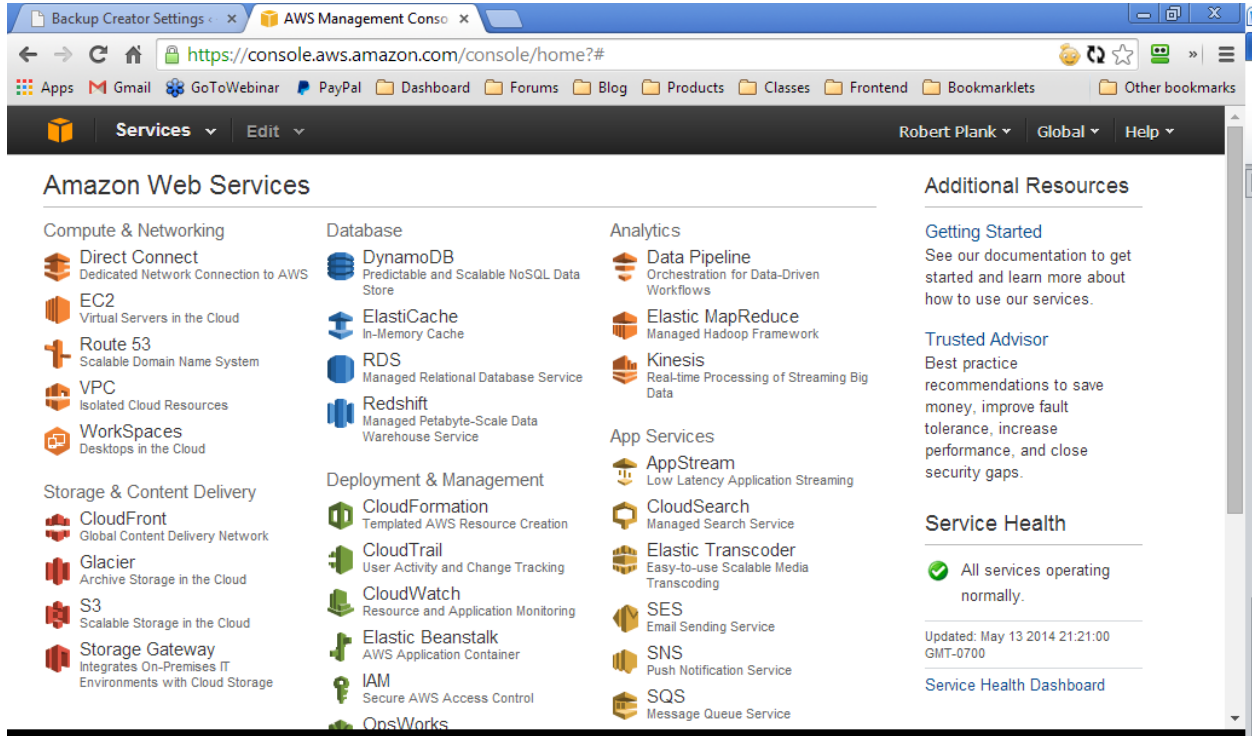 Backup Creator Settings
AWS Management Conso
https://console.aws.amazon.com/console/home?#
Apps Gmail GoToWebinar PayPal Dashboard Forums Blog Products Classes Frontend Bookmarklets Other bookmarks
Services Edit Robert Plank Global Help
Amazon Web Services
Compute & Networking
Direct Connect
Dedicated Network Connection to AWS
EC2
Virtual Servers in the Cloud
Route 53
Scalable Domain Name System
VPC
Isolated Cloud Resources
WorkSpaces
Desktops in the Cloud
Storage & Content Delivery
CloudFront
Global Content Delivery Network
Glacier
Archive Storage in the Cloud
S3
Scalable Storage in the Cloud
Storage Gateway
Integrates On-Premises IT
Environments with Cloud Storage
Database
DynamoDB
Predictable and Scalable NoSQL Data
Store
ElastiCache
In-Memory Cache
RDS
Managed Relational Database Service
Redshift
Managed Petabyte-Scale Data
Warehouse Service
Deployment & Management
CloudFormation
Templated AWS Resource Creation
CloudTrail
User Activity and Change Tracking
CloudWatch
Resource and Application Monitoring
Elastic Beanstalk
AWS Application Container
IAM
Secure AWS Access Control
OpsWorks
Analytics
Data Pipeline
Orchestration for Data-Driven
Workflows
Elastic MapReduce
Managed Hadoop Framework
Kinesis
Real-time Processing of Streaming Big
Data
App Services
AppStream
Low Latency Application Streaming
CloudSearch
Managed Search Service
Elastic Transcoder
Easy-to-use Scalable Media
Transcoding
SES
Email Sending Service
SNS
Push Notification Service
SQS
Message Queue Service
Additional Resources
Getting Started
See our documentation to get
started and learn more about
how to use our services.
Trusted Advisor
Best practice
recommendations to save
money, improve fault
tolerance, increase
performance, and close
security gaps.
Service Health
All services operating
normally.
Updated: May 13 2014 21:21:00
GMT-0700
Service Health Dashboard